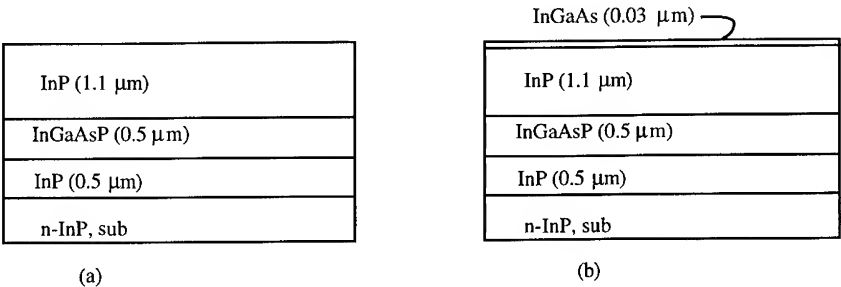 InGaAs (0.03 μm)
InP (1.1 μm)
InGaAsP (0.5 μm)
InP (0.5 μm)
n-InP, sub
(a)
InP (1.1 μm)
InGaAsP (0.5 μm)
InP (0.5 μm)
n-InP, sub
(b)